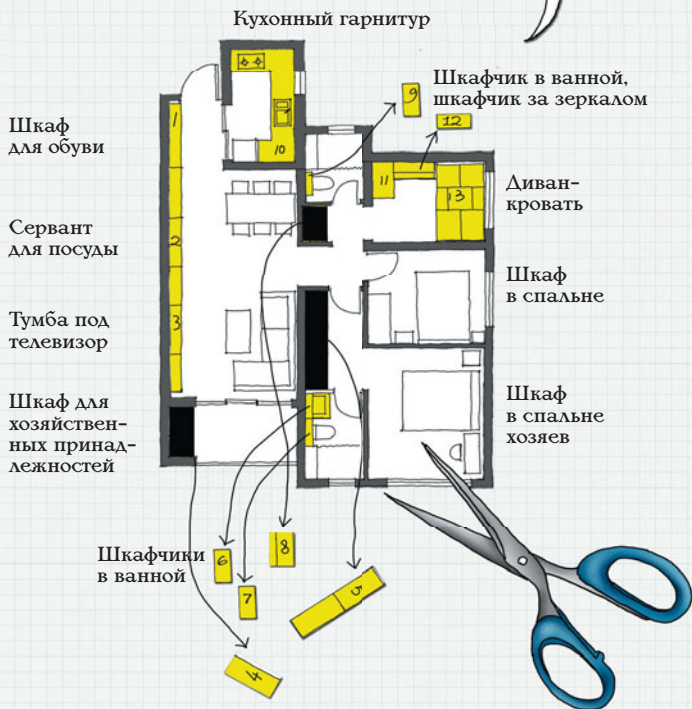 Кухонный гарнитур
Шкафчик в ванной,
шкафчик за зеркалом
9
12
1
10
Шкаф
для обуви
11
13
Диван-
кровать
Сервант
для посуды
2
Шкаф
в спальне
Тумба под
телевизор
3
Шкаф для
хозяйствен-
ных принад-
лежностей
Шкаф
в спальне
хозяев
Шкафчики
в ванной
6
8
7
5
4